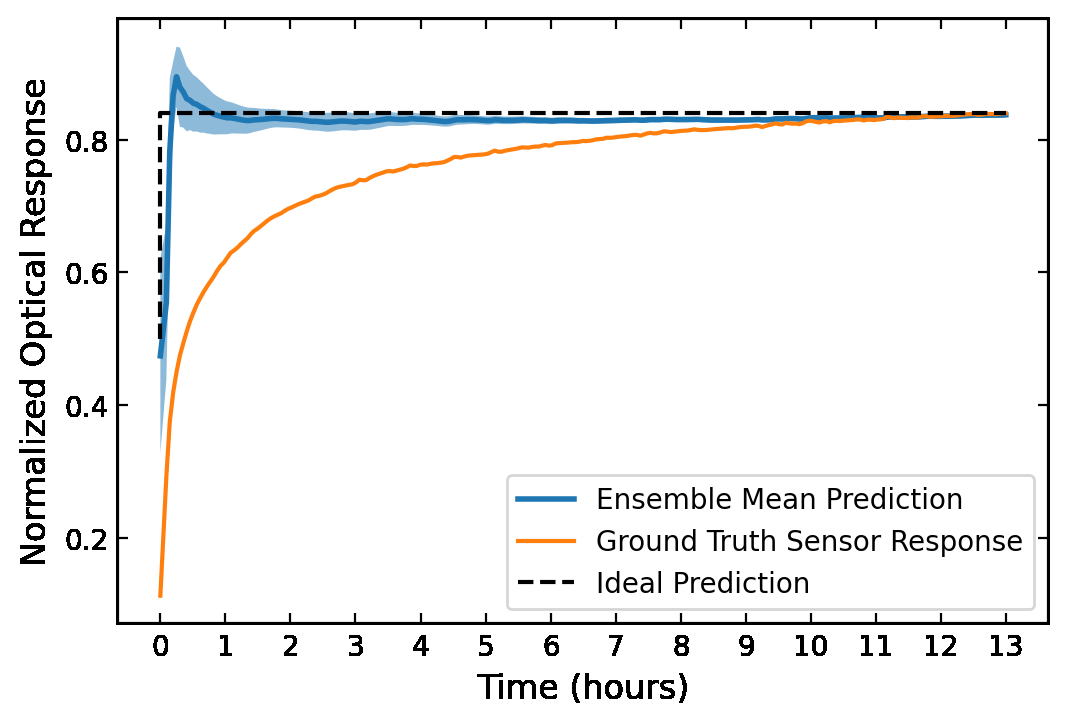 Normalized Optical Response
0.8
0.6
0.4
0.2
Ensemble Mean Prediction
Ground Truth Sensor Response
Ideal Prediction
0 1 2 3 4 5 6 7 8 9 10 11 12 13
Time (hours)